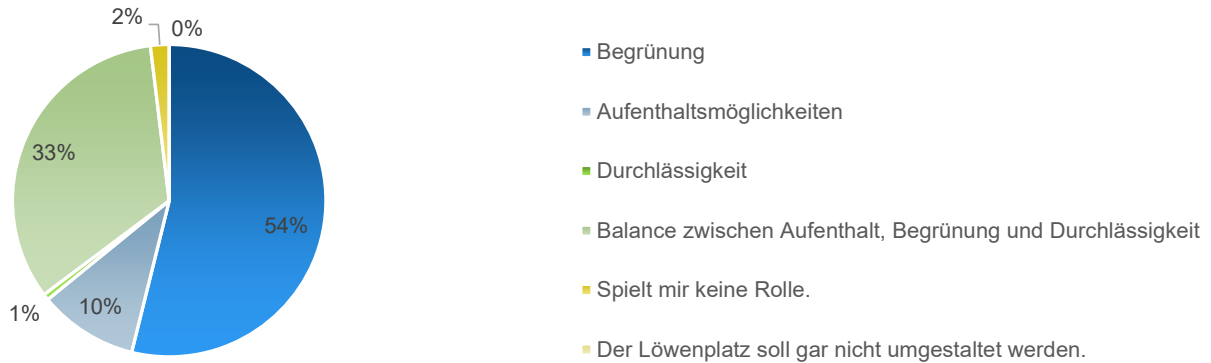 2%
0%
33%
54%
10%
1%
Begrünung
Aufenthaltsmöglichkeiten
Durchlässigkeit
Balance zwischen Aufenthalt, Begrünung und Durchlässigkeit
Spielt mir keine Rolle.
Der Löwenplatz soll gar nicht umgestaltet werden.